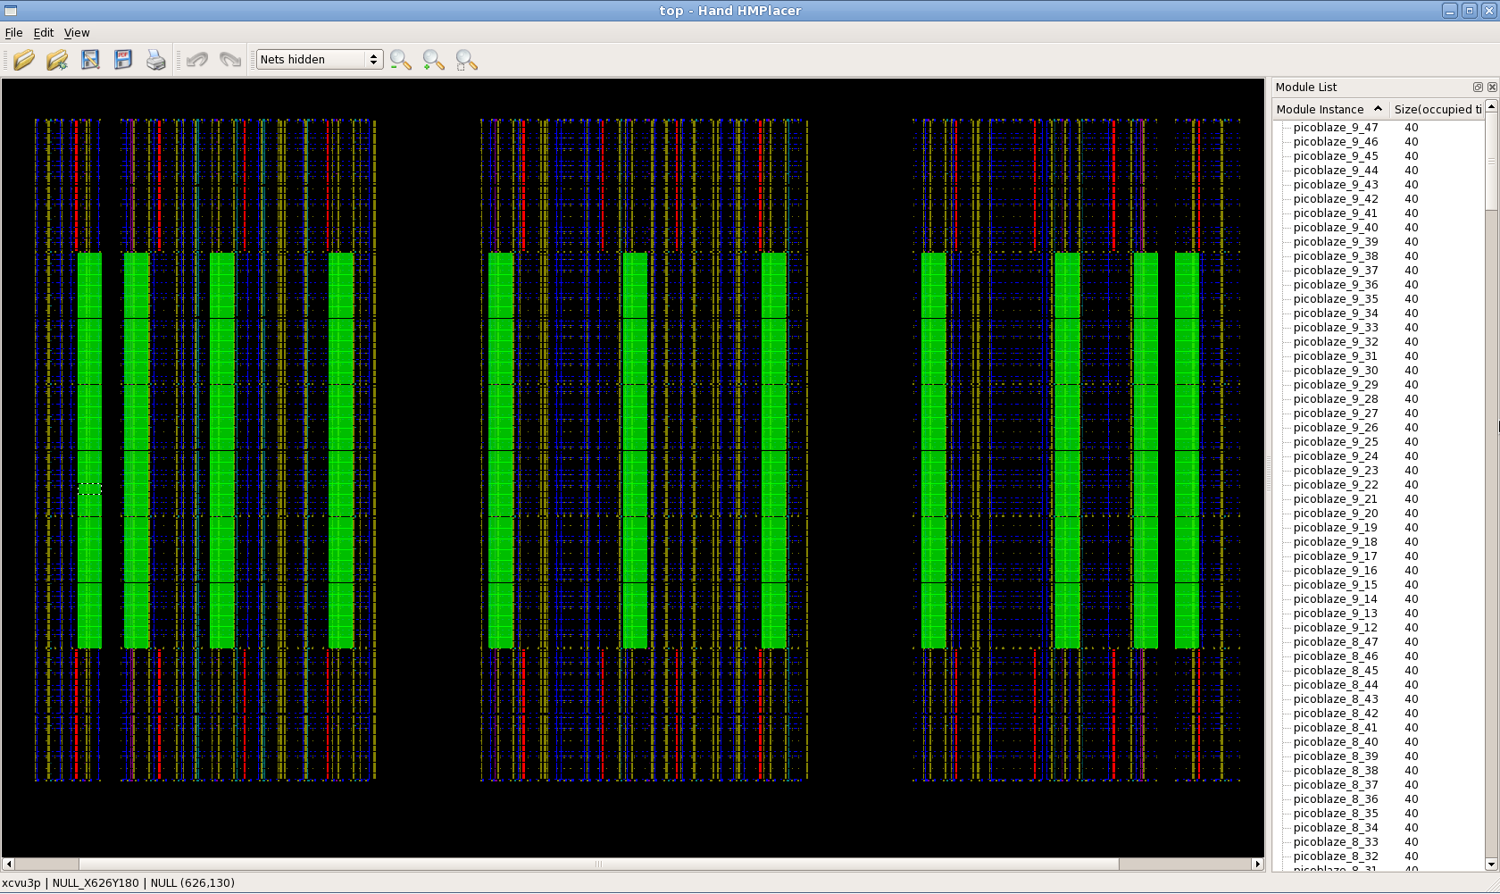 top - Hand HMPlacer
File Edit View
Nets hidden
Module List
Module Instance Size(occupied ti
picoblaze_9_47 40
picoblaze_9_46 40
picoblaze_9_45 40
picoblaze_9_44 40
picoblaze_9_43 40
picoblaze_9_42 40
picoblaze_9_41 40
picoblaze_9_40 40
picoblaze_9_39 40
picoblaze_9_38 40
picoblaze_9_37 40
picoblaze_9_36 40
picoblaze_9_35 40
picoblaze_9_34 40
picoblaze_9_33 40
picoblaze_9_32 40
picoblaze_9_31 40
picoblaze_9_30 40
picoblaze_9_29 40
picoblaze_9_28 40
picoblaze_9_27 40
picoblaze_9_26 40
picoblaze_9_25 40
picoblaze_9_24 40
picoblaze_9_23 40
picoblaze_9_22 40
picoblaze_9_21 40
picoblaze_9_20 40
picoblaze_9_19 40
picoblaze_9_18 40
picoblaze_9_17 40
picoblaze_9_16 40
picoblaze_9_15 40
picoblaze_9_14 40
picoblaze_9_13 40
picoblaze_9_12 40
picoblaze_8_47 40
picoblaze_8_46 40
picoblaze_8_45 40
picoblaze_8_44 40
picoblaze_8_43 40
picoblaze_8_42 40
picoblaze_8_41 40
picoblaze_8_40 40
picoblaze_8_39 40
picoblaze_8_38 40
picoblaze_8_37 40
picoblaze_8_36 40
picoblaze_8_35 40
picoblaze_8_34 40
picoblaze_8_33 40
picoblaze_8_32 40
picoblaze_8_31 40
xcvu3p | NULL_X626Y180 | NULL (626,130)